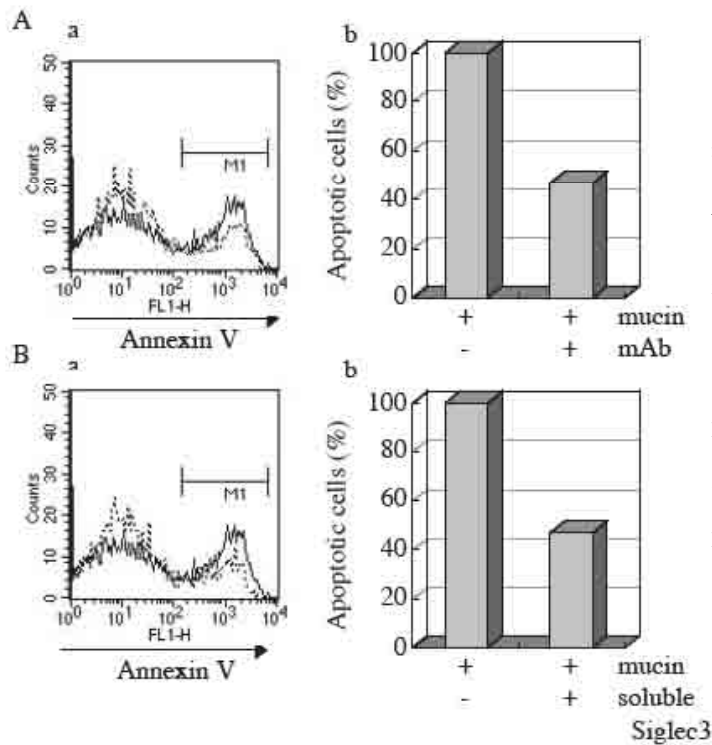 A
a
50
40
30
20
10
0
Counts
M1
10^0 10^1 10^2 10^3 10^4
FL1-H
Annexin V
b
100
80
60
40
20
0
Apoptotic cells (%)
+ + mucin
- + mAb
B
a
50
40
30
20
10
0
Counts
M1
10^0 10^1 10^2 10^3 10^4
FL1-H
Annexin V
b
100
80
60
40
20
0
Apoptotic cells (%)
+ + mucin
- + soluble
Siglec3